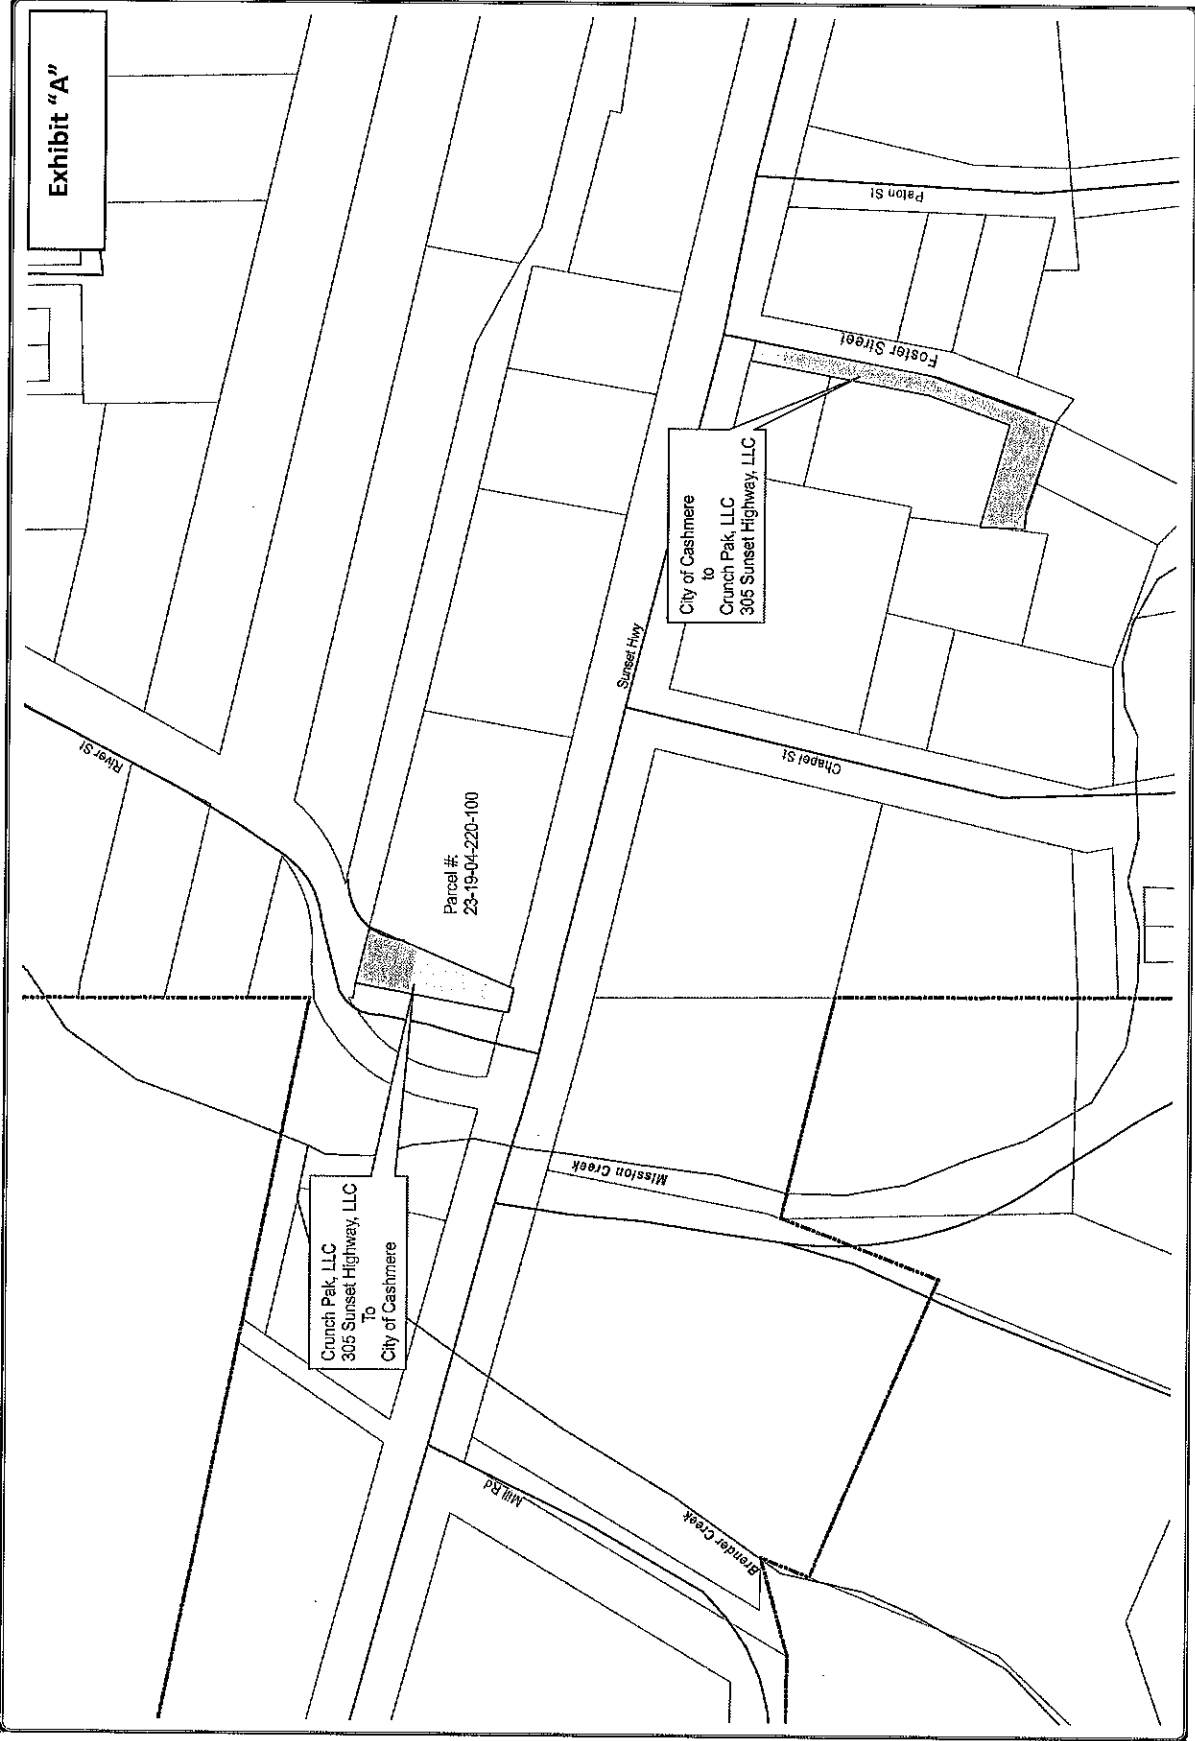 Exhibit "A"
River St
Parcel #:
23-19-04-220-100
Crunch Pak, LLC
305 Sunset Highway, LLC
To
City of Cashmere
Sunset Hwy
City of Cashmere
to
Crunch Pak, LLC
305 Sunset Highway, LLC
Foster Street
Paton St
Chapel St
Mission Creek
Mill Rd
Brender Creek